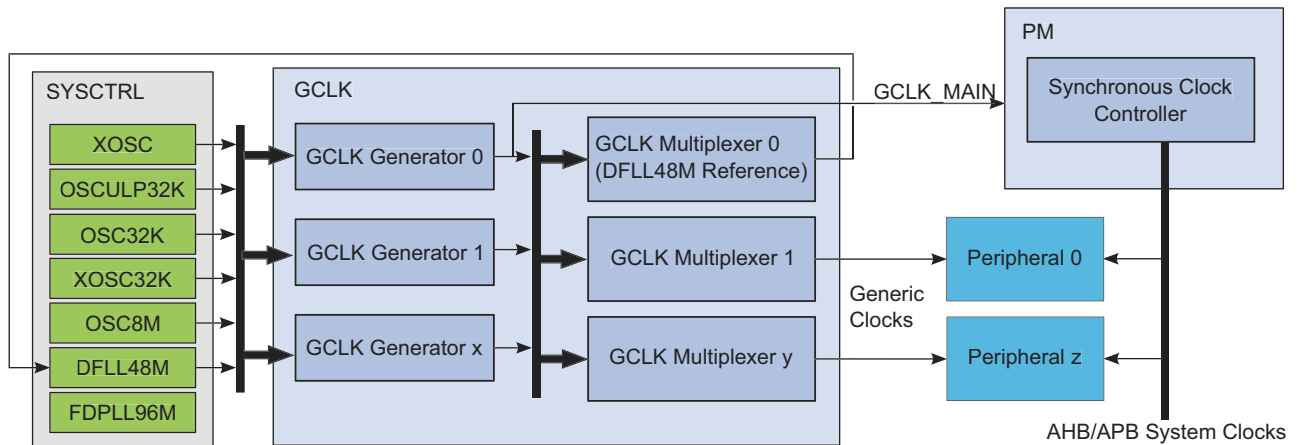 SYSCTRL
XOSC
OSCULP32K
OSC32K
XOSC32K
OSC8M
DFLL48M
FDPLL96M
GCLK
GCLK Generator 0
GCLK Generator 1
GCLK Generator x
GCLK Multiplexer 0
(DFLL48M Reference)
GCLK Multiplexer 1
GCLK Multiplexer y
GCLK_MAIN
Generic
Clocks
PM
Synchronous Clock
Controller
Peripheral 0
Peripheral z
AHB/APB System Clocks